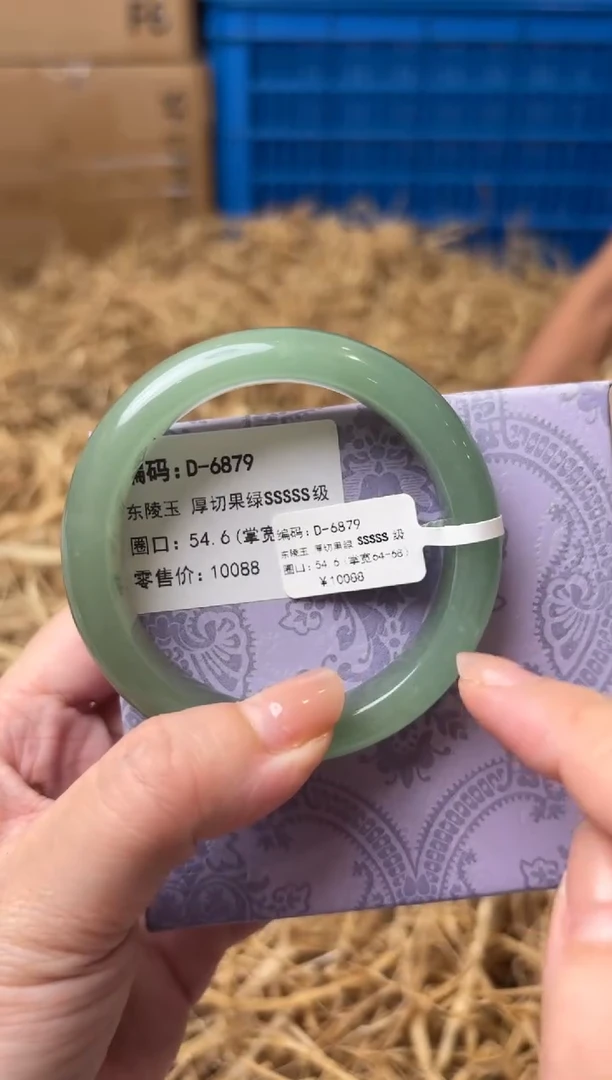 编码:D-6879
东陵玉 厚切果绿SSSSS级
圈口:54.6(掌宽
零售价:10088
编码:D-6879
东陵玉 厚切果绿 SSSSS 级
圈口:54.6(掌宽64-68)
¥10088